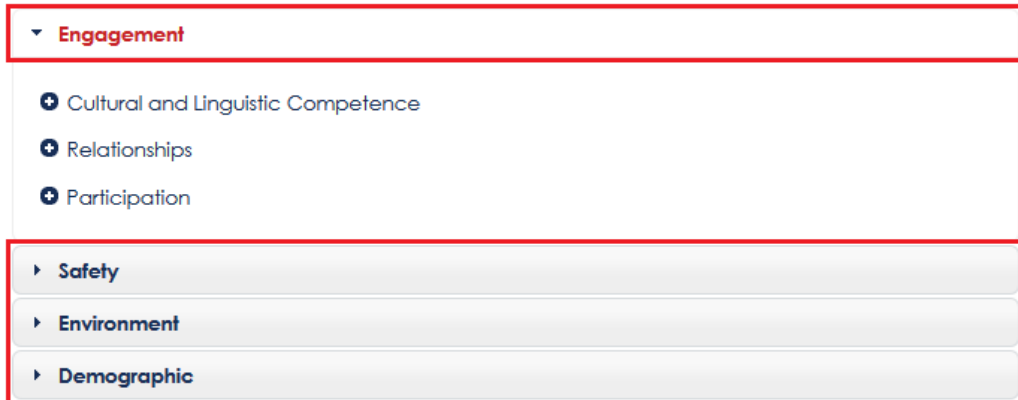 Engagement
Cultural and Linguistic Competence
Relationships
Participation
Safety
Environment
Demographic